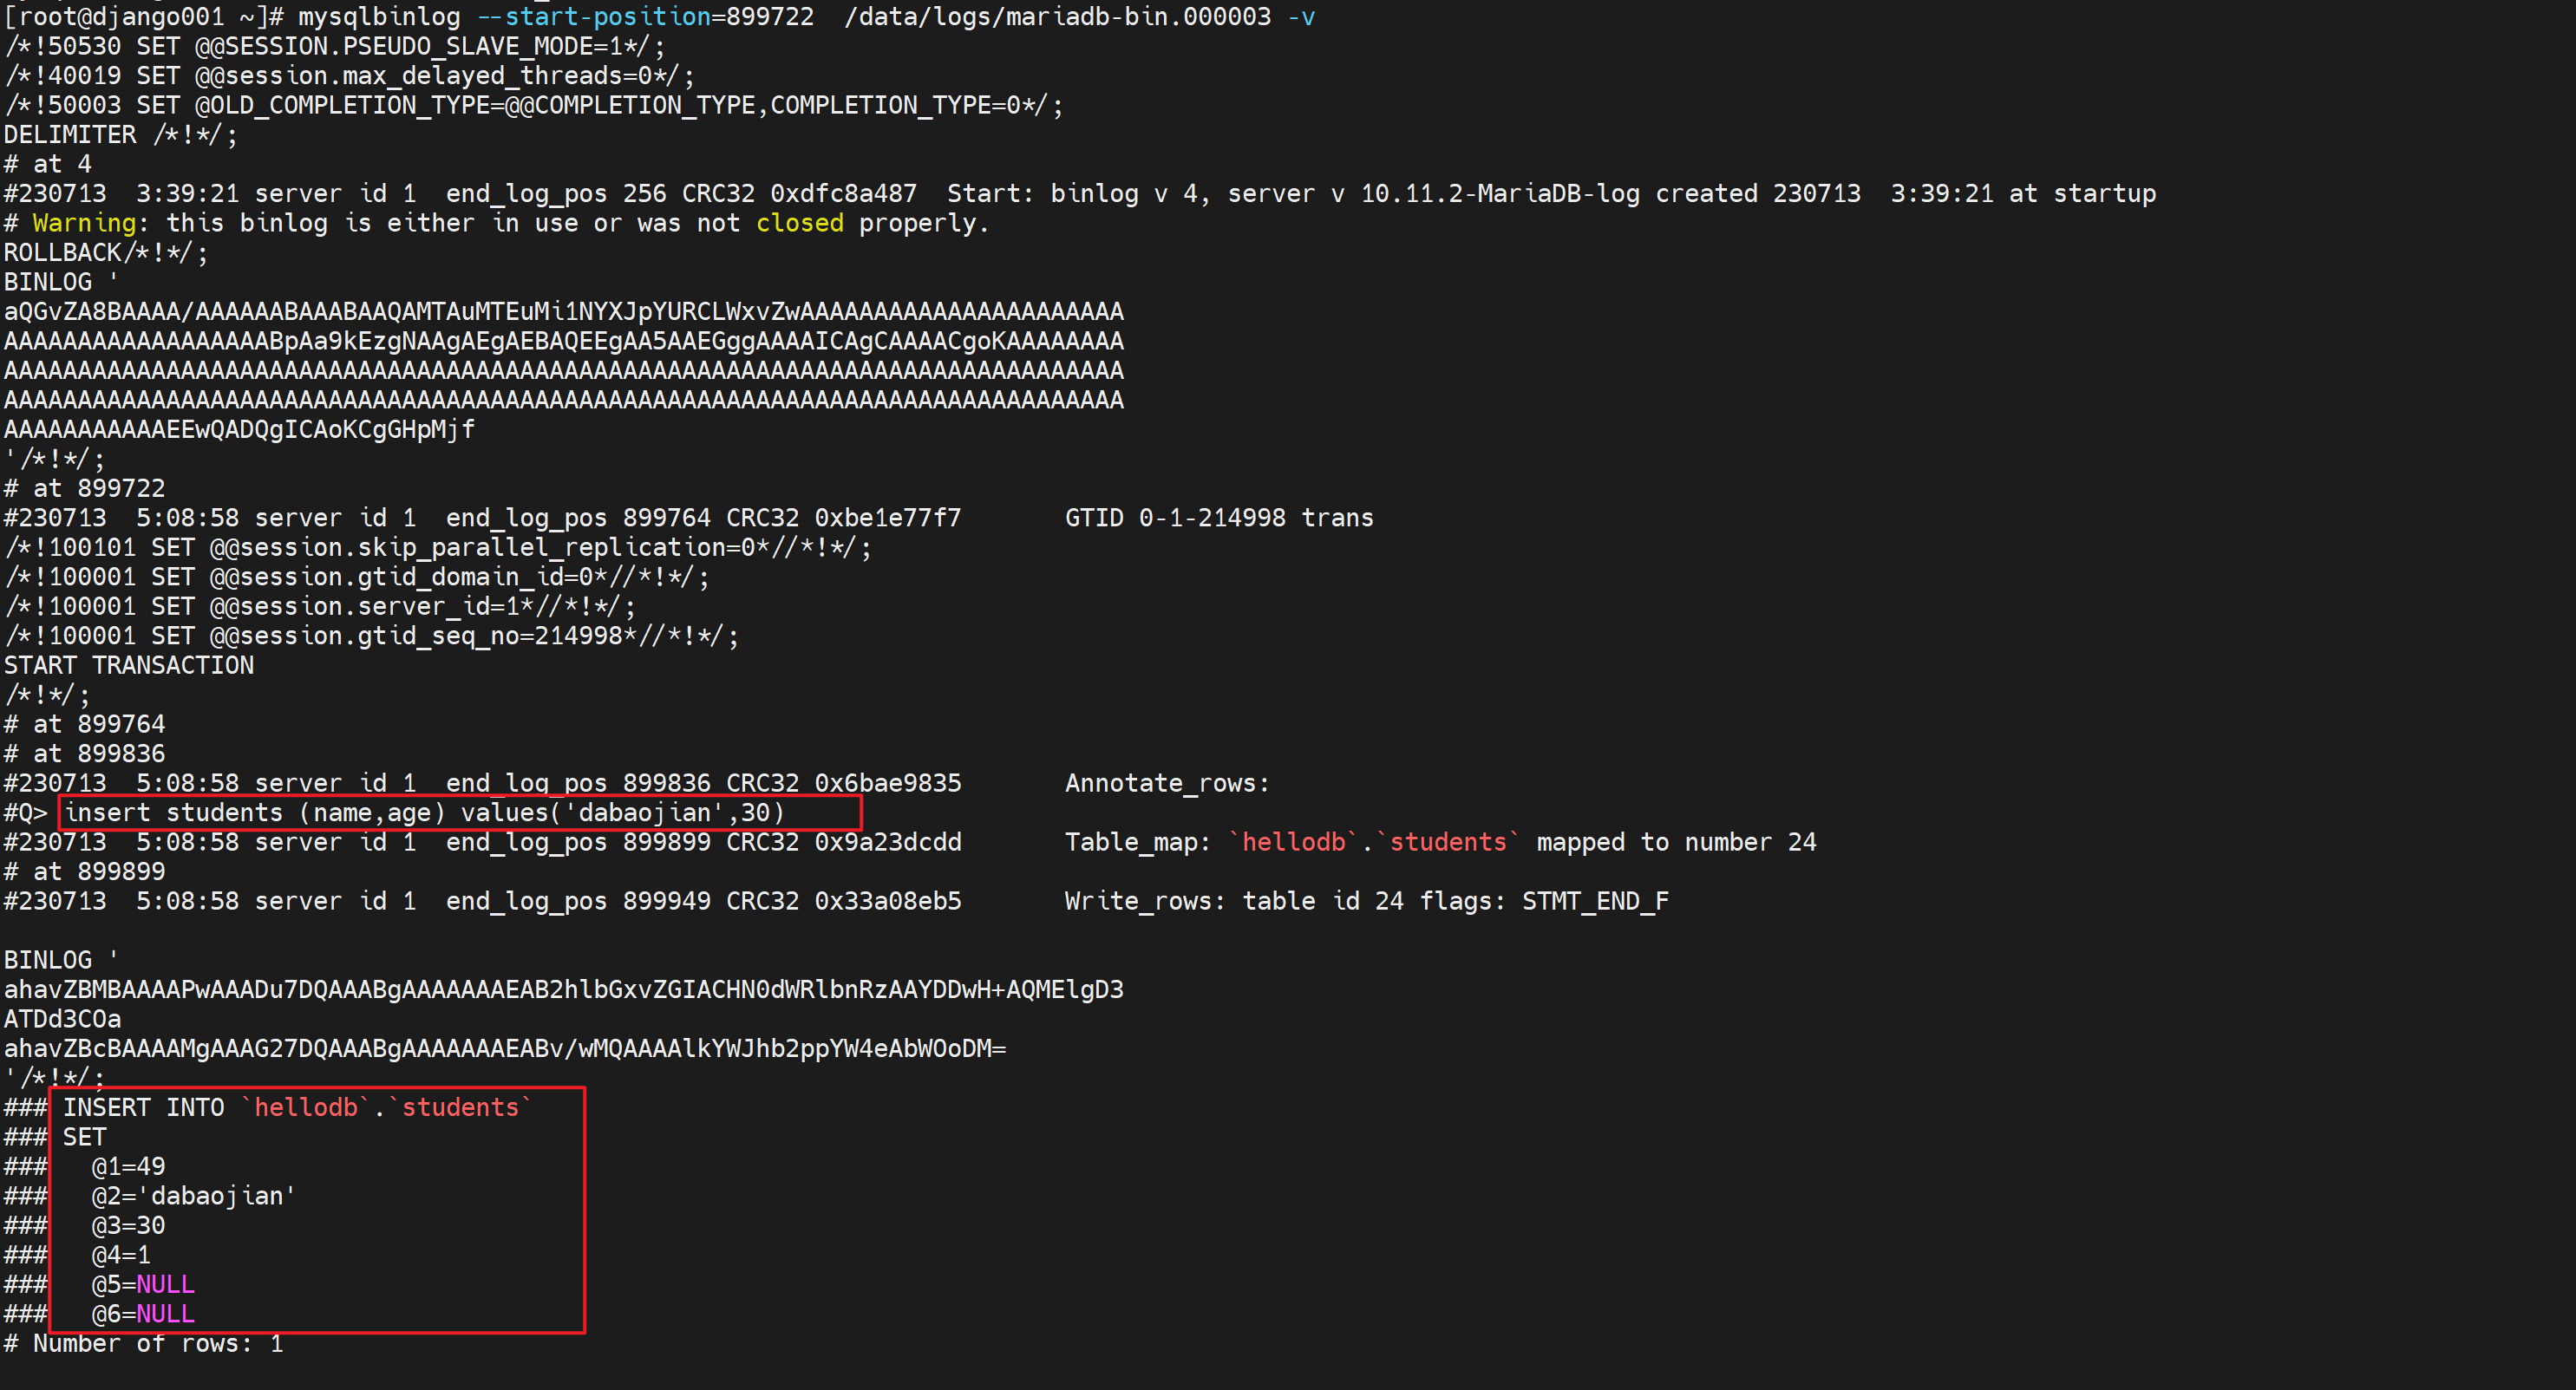 [root@django001 ~]# mysqlbinlog --start-position=899722  /data/logs/mariadb-bin.000003 -v
/*!50530 SET @@SESSION.PSEUDO_SLAVE_MODE=1*/;
/*!40019 SET @@session.max_delayed_threads=0*/;
/*!50003 SET @OLD_COMPLETION_TYPE=@@COMPLETION_TYPE,COMPLETION_TYPE=0*/;
DELIMITER /*!*/;
# at 4
#230713  3:39:21 server id 1  end_log_pos 256 CRC32 0xdfc8a487  Start: binlog v 4, server v 10.11.2-MariaDB-log created 230713  3:39:21 at startup
# Warning: this binlog is either in use or was not closed properly.
ROLLBACK/*!*/;
BINLOG '
aQGvZA8BAAAA/AAAAAABAAABAAQAMTAuMTEuMi1NYXJpYURCLWxvZwAAAAAAAAAAAAAAAAAAAAAA
AAAAAAAAAAAAAAAAAABpAa9kEzgNAAgAEgAEBAQEEgAA5AAEGggAAAAICAgCAAAACgoKAAAAAAAA
AAAAAAAAAAAAAAAAAAAAAAAAAAAAAAAAAAAAAAAAAAAAAAAAAAAAAAAAAAAAAAAAAAAAAAAAAAAA
AAAAAAAAAAAAAAAAAAAAAAAAAAAAAAAAAAAAAAAAAAAAAAAAAAAAAAAAAAAAAAAAAAAAAAAAAAAA
AAAAAAAAAAAEEwQADQgICAoKCgGHpMjf
'/*!*/;
# at 899722
#230713  5:08:58 server id 1  end_log_pos 899764 CRC32 0xbe1e77f7       GTID 0-1-214998 trans
/*!100101 SET @@session.skip_parallel_replication=0*//*!*/;
/*!100001 SET @@session.gtid_domain_id=0*//*!*/;
/*!100001 SET @@session.server_id=1*//*!*/;
/*!100001 SET @@session.gtid_seq_no=214998*//*!*/;
START TRANSACTION
/*!*/;
# at 899764
# at 899836
#230713  5:08:58 server id 1  end_log_pos 899836 CRC32 0x6bae9835       Annotate_rows:
#Q> insert students (name,age) values('dabaojian',30)
#230713  5:08:58 server id 1  end_log_pos 899899 CRC32 0x9a23dcdd       Table_map: `hellodb`.`students` mapped to number 24
# at 899899
#230713  5:08:58 server id 1  end_log_pos 899949 CRC32 0x33a08eb5       Write_rows: table id 24 flags: STMT_END_F
BINLOG '
ahavZBMBAAAAPwAAADu7DQAAABgAAAAAAAEAB2hlbGxvZGIACHN0dWRlbnRzAAYDDwH+AQMElgD3
ATDd3COa
ahavZBcBAAAAMgAAAG27DQAAABgAAAAAAAEABv/wMQAAAAlkYWJhb2ppYW4eAbWOoDM=
'/*!*/;
### INSERT INTO `hellodb`.`students`
### SET
###   @1=49
###   @2='dabaojian'
###   @3=30
###   @4=1
###   @5=NULL
###   @6=NULL
# Number of rows: 1